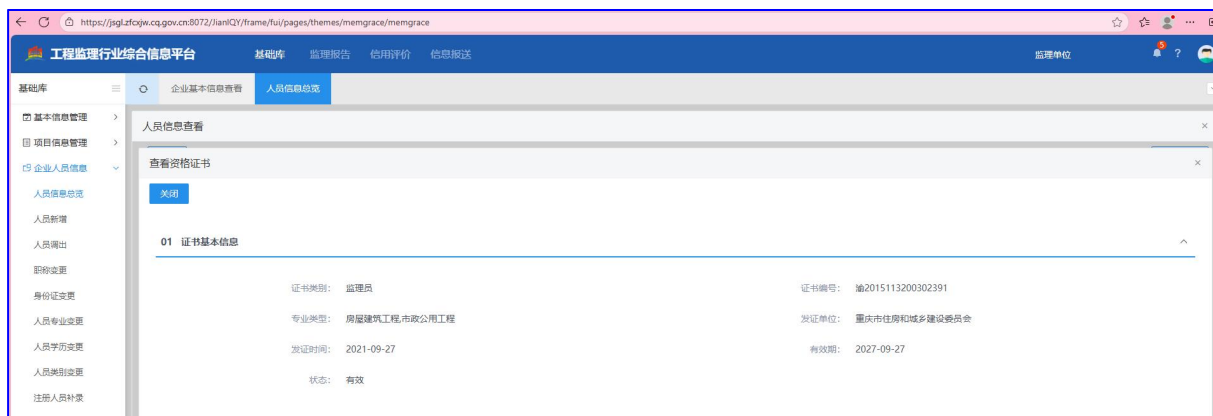 https://jsgl.zfcxjw.cq.gov.cn:8072/JianlQY/frame/fui/pages/themes/memgrace/memgrace
工程监理行业综合信息平台 基础库 监理报告 信用评价 信息报送 监理单位 5 ?
基础库 企业基本信息查看 人员信息总览
基本信息管理
人员信息查看
项目信息管理
企业人员信息
查看资格证书
人员信息总览
关闭
人员新增
人员调出
01 证书基本信息
职称变更
身份证变更
证书类别: 监理员 证书编号: 渝2015113200302391
人员专业变更
专业类型: 房屋建筑工程,市政公用工程 发证单位: 重庆市住房和城乡建设委员会
人员学历变更
发证时间: 2021-09-27 有效期: 2027-09-27
人员类别变更
状态: 有效
注册人员补录